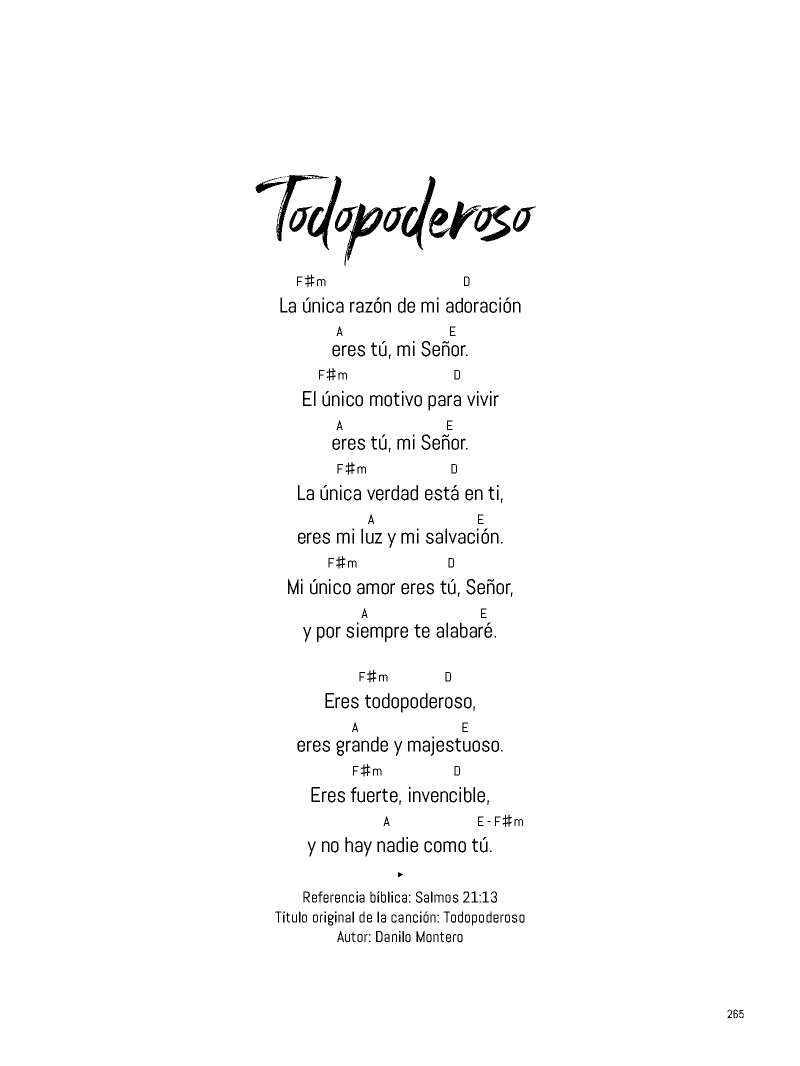 Todopoderoso
F♯m D
La única razón de mi adoración
A E
eres tú, mi Señor.
F♯m D
El único motivo para vivir
A E
eres tú, mi Señor.
F♯m D
La única verdad está en ti,
A E
eres mi luz y mi salvación.
F♯m D
Mi único amor eres tú, Señor,
A E
y por siempre te alabaré.
F♯m D
Eres todopoderoso,
A E
eres grande y majestuoso.
F♯m D
Eres fuerte, invencible,
A E - F♯m
y no hay nadie como tú.
Referencia bíblica: Salmos 21:13
Titulo original de la canción: Todopoderoso
Autor: Danilo Montero
265